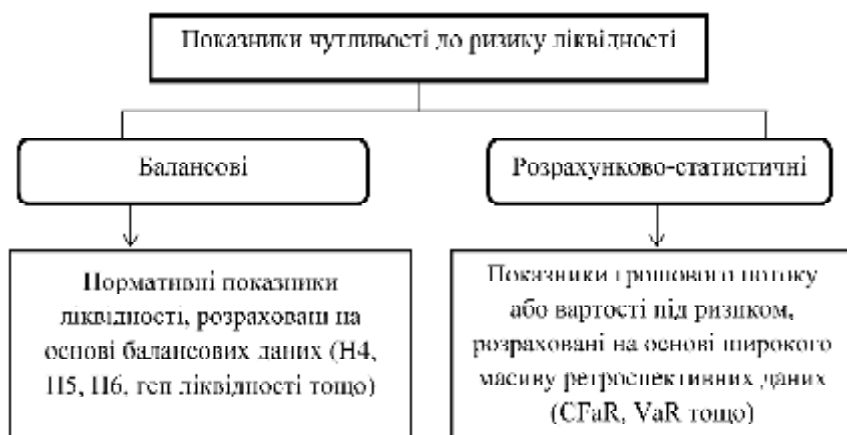 Показники чутливості до ризику ліквідності
Балансові
Розрахунково-статистичні
Нормативні показники
ліквідності, розраховані на
основі балансових даних (Н4,
Н5, Н6, геп ліквідності тощо)
Показники грошового потоку
або вартості під ризиком,
розраховані на основі широкого
масиву ретроспективних даних
(CFaR, VaR тощо)